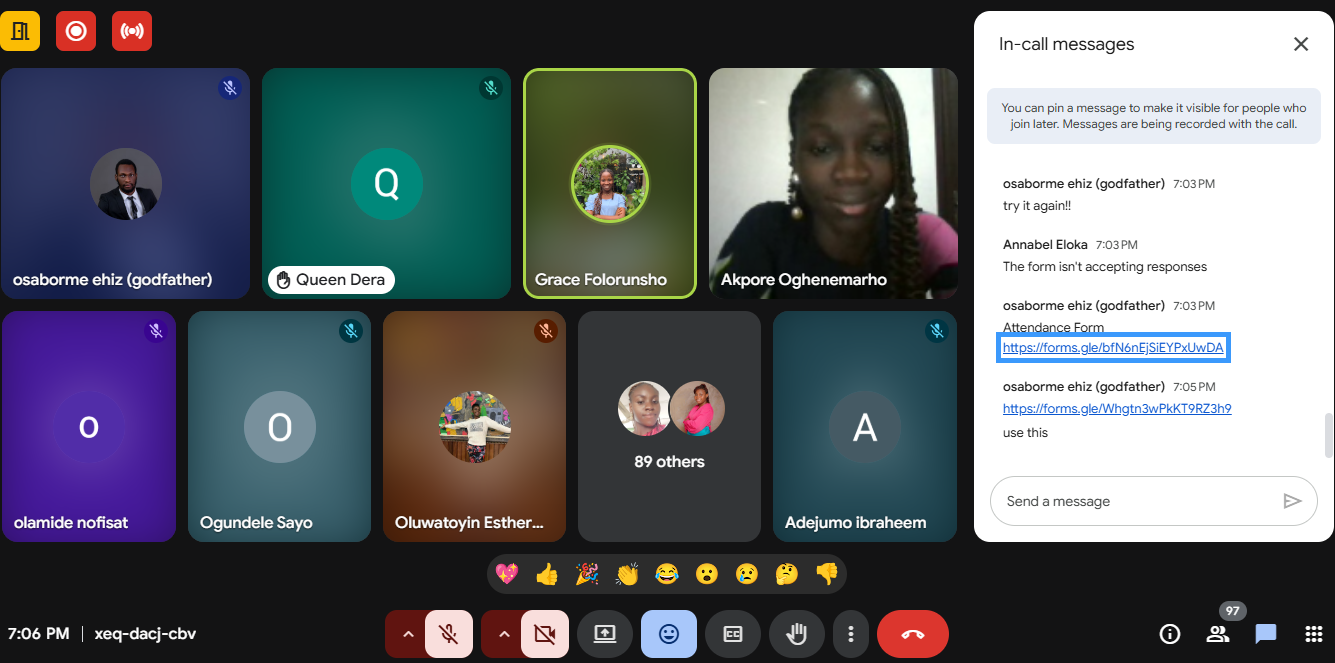 In-call messages
You can pin a message to make it visible for people who
join later. Messages are being recorded with the call.
osaborme ehiz (godfather) 7:03 PM
try it again!!
Annabel Eloka 7:03 PM
The form isn't accepting responses
osaborme ehiz (godfather) 7:03 PM
Attendance Form
https://forms.gle/bfN6nEjSiEYPxUwDA
osaborme ehiz (godfather) 7:05 PM
https://forms.gle/Whgtn3wPkKT9RZ3h9
use this
Send a message
osaborme ehiz (godfather)
Q
Queen Dera
Grace Folorunsho
Akpore Oghenemarho
o
olamide nofisat
O
Ogundele Sayo
Oluwatoyin Esther...
89 others
A
Adejumo ibraheem
7:06 PM | xeq-dacj-cbv
CC
97